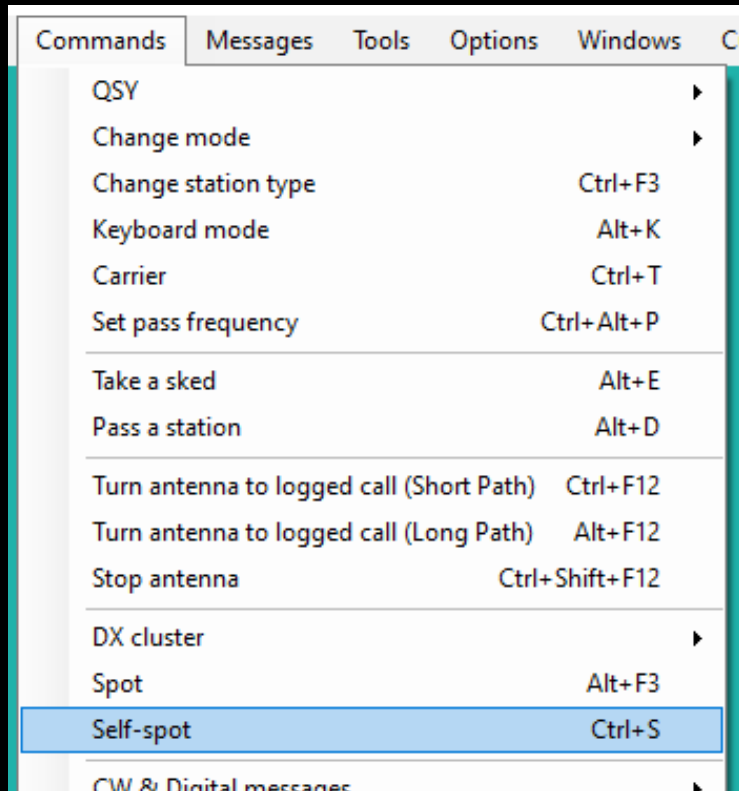 Commands Messages Tools Options Windows C
QSY
Change mode
Change station type Ctrl+F3
Keyboard mode Alt+K
Carrier Ctrl+T
Set pass frequency Ctrl+Alt+P
Take a sked Alt+E
Pass a station Alt+D
Turn antenna to logged call (Short Path) Ctrl+F12
Turn antenna to logged call (Long Path) Alt+F12
Stop antenna Ctrl+Shift+F12
DX cluster
Spot Alt+F3
Self-spot Ctrl+S
CW & Digital messages